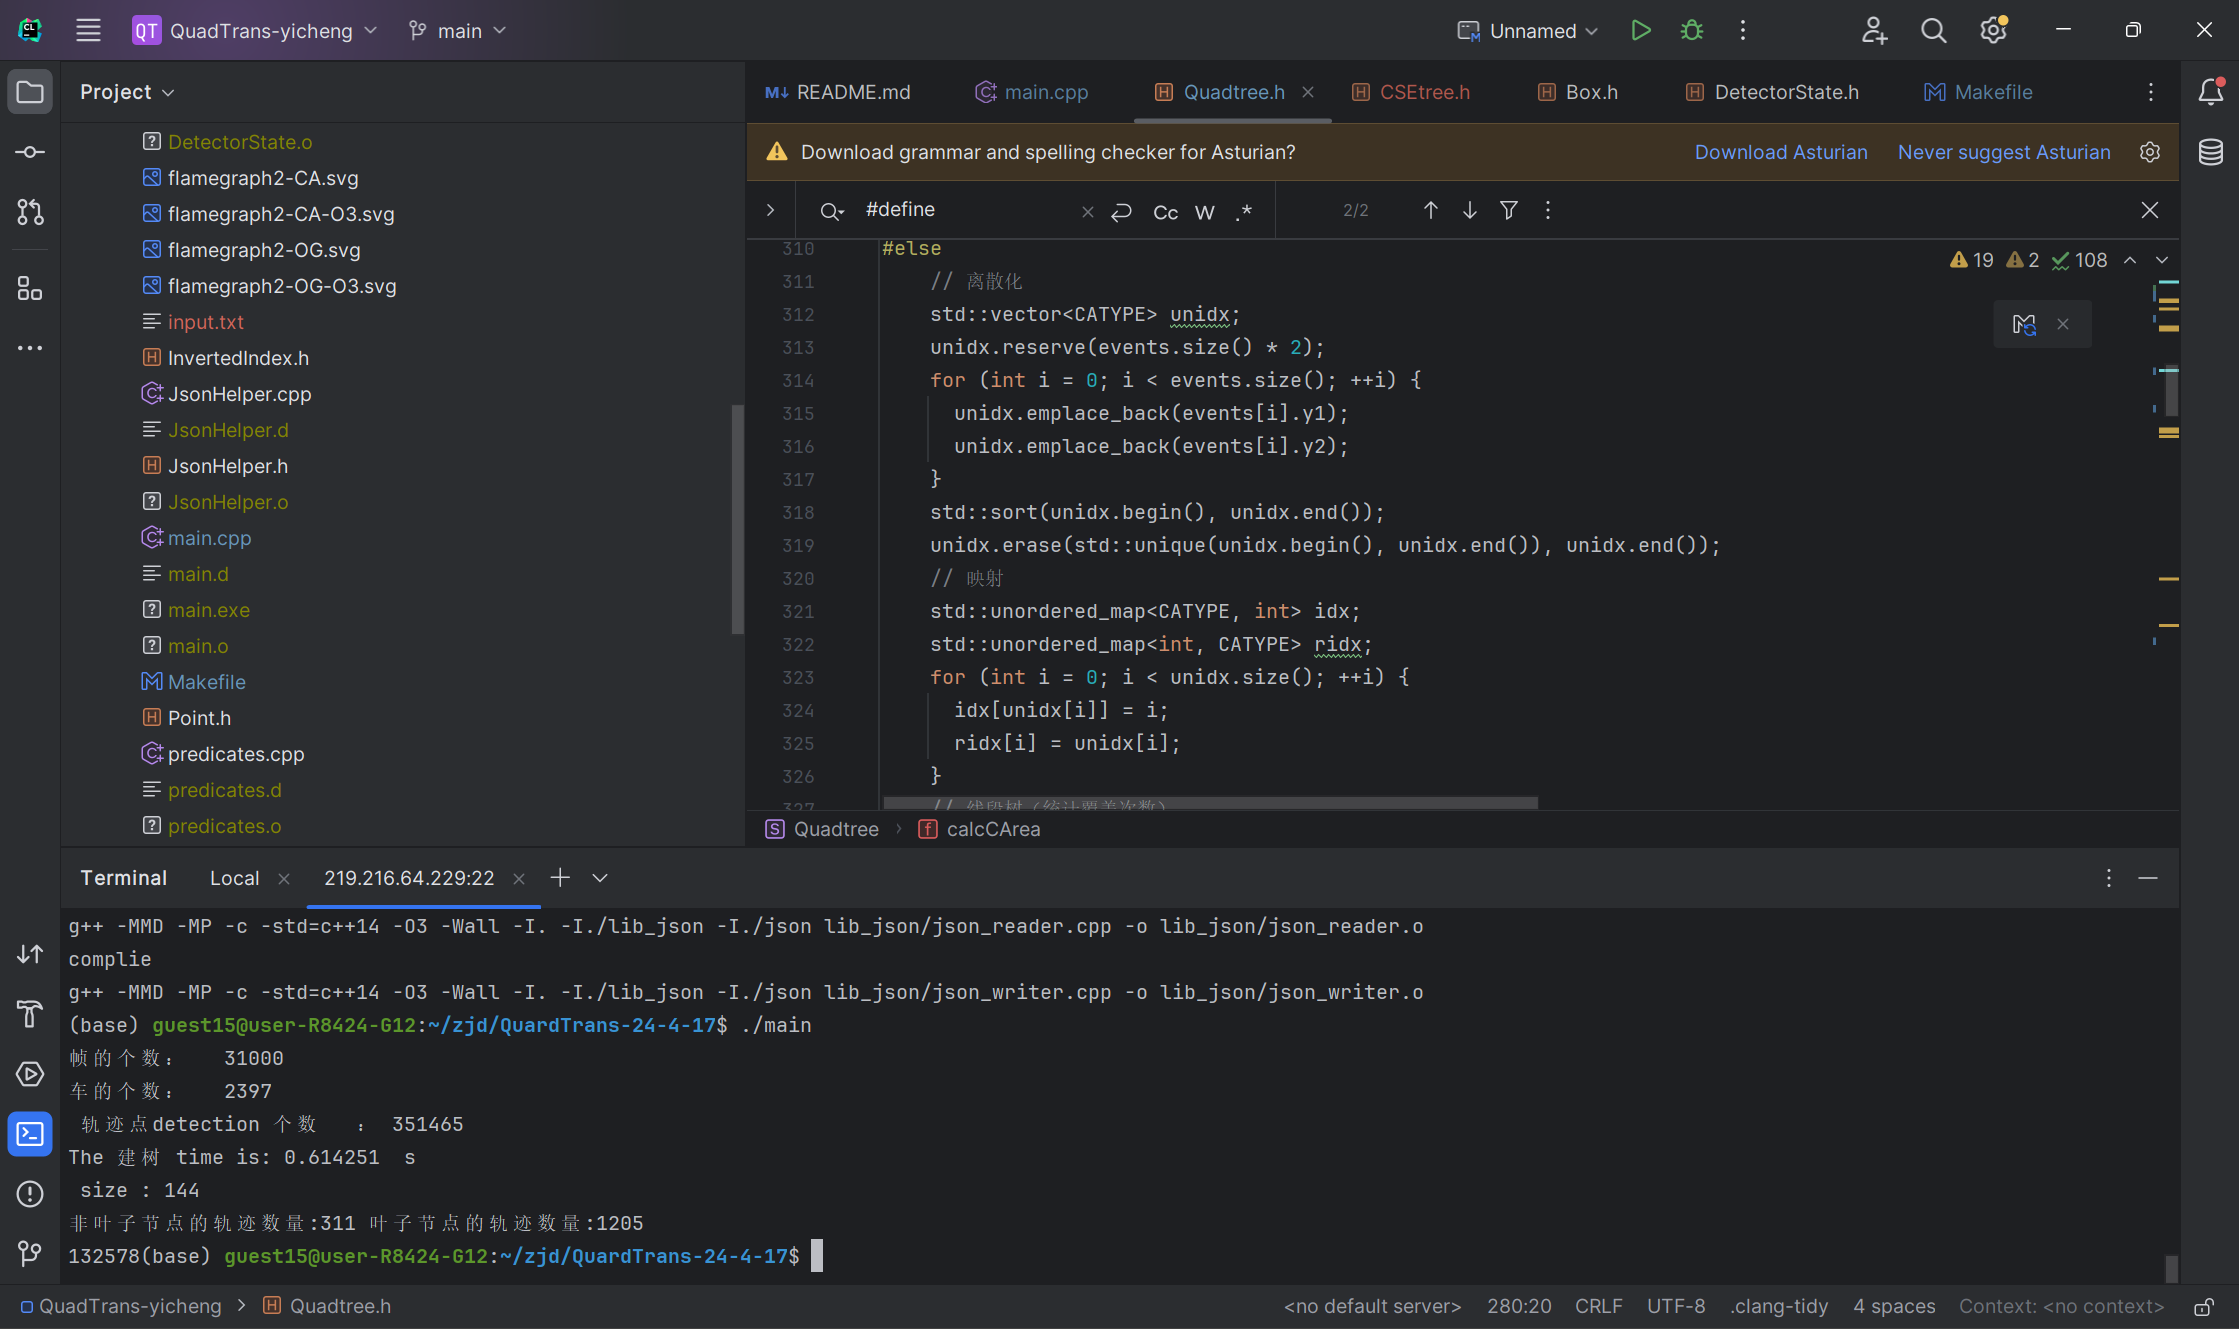 QT QuadTrans-yicheng main Unnamed
Project
DetectorState.o
flamegraph2-CA.svg
flamegraph2-CA-O3.svg
flamegraph2-OG.svg
flamegraph2-OG-O3.svg
input.txt
InvertedIndex.h
JsonHelper.cpp
JsonHelper.d
JsonHelper.h
JsonHelper.o
main.cpp
main.d
main.exe
main.o
Makefile
Point.h
predicates.cpp
predicates.d
predicates.o
README.md main.cpp Quadtree.h CSEtree.h Box.h DetectorState.h Makefile
Download grammar and spelling checker for Asturian? Download Asturian Never suggest Asturian
#define Cc W .* 2/2
19 2 108
310 #else
311 // 离散化
312 std::vector<CATYPE> unidx;
313 unidx.reserve(events.size() * 2);
314 for (int i = 0; i < events.size(); ++i) {
315 unidx.emplace_back(events[i].y1);
316 unidx.emplace_back(events[i].y2);
317 }
318 std::sort(unidx.begin(), unidx.end());
319 unidx.erase(std::unique(unidx.begin(), unidx.end()), unidx.end());
320 // 映射
321 std::unordered_map<CATYPE, int> idx;
322 std::unordered_map<int, CATYPE> ridx;
323 for (int i = 0; i < unidx.size(); ++i) {
324 idx[unidx[i]] = i;
325 ridx[i] = unidx[i];
326 }
327 // 线段树（统计覆盖次数）
S Quadtree f calcCArea
Terminal Local 219.216.64.229:22
g++ -MMD -MP -c -std=c++14 -O3 -Wall -I. -I./lib_json -I./json lib_json/json_reader.cpp -o lib_json/json_reader.o
complie
g++ -MMD -MP -c -std=c++14 -O3 -Wall -I. -I./lib_json -I./json lib_json/json_writer.cpp -o lib_json/json_writer.o
(base) guest15@user-R8424-G12:~/zjd/QuardTrans-24-4-17$ ./main
帧的个数： 31000
车的个数： 2397
轨迹点detection 个数 ： 351465
The 建树 time is: 0.614251 s
size : 144
非叶子节点的轨迹数量:311 叶子节点的轨迹数量:1205
132578(base) guest15@user-R8424-G12:~/zjd/QuardTrans-24-4-17$
QuadTrans-yicheng > Quadtree.h <no default server> 280:20 CRLF UTF-8 .clang-tidy 4 spaces Context: <no context>